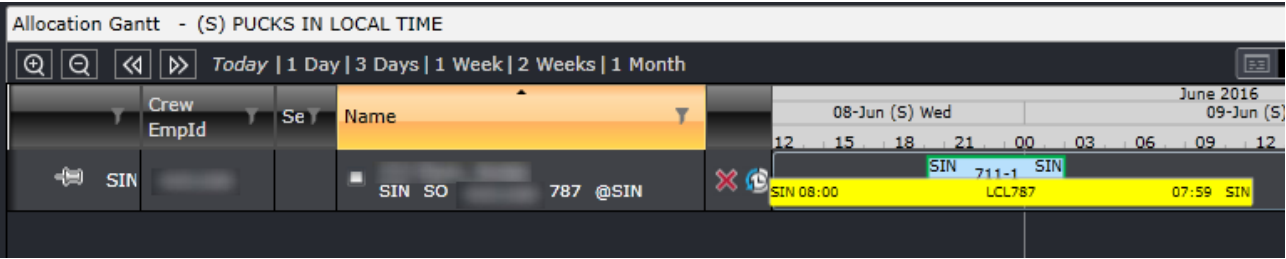 Allocation Gantt - (S) PUCKS IN LOCAL TIME
Today | 1 Day | 3 Days | 1 Week | 2 Weeks | 1 Month
June 2016
Crew EmpId Se Name 08-Jun (S) Wed 09-Jun (S)
12 15 18 21 00 03 06 09 12
SIN 711-1 SIN
SIN
SIN SO 787 @SIN
SIN 08:00 LCL787 07:59 SIN